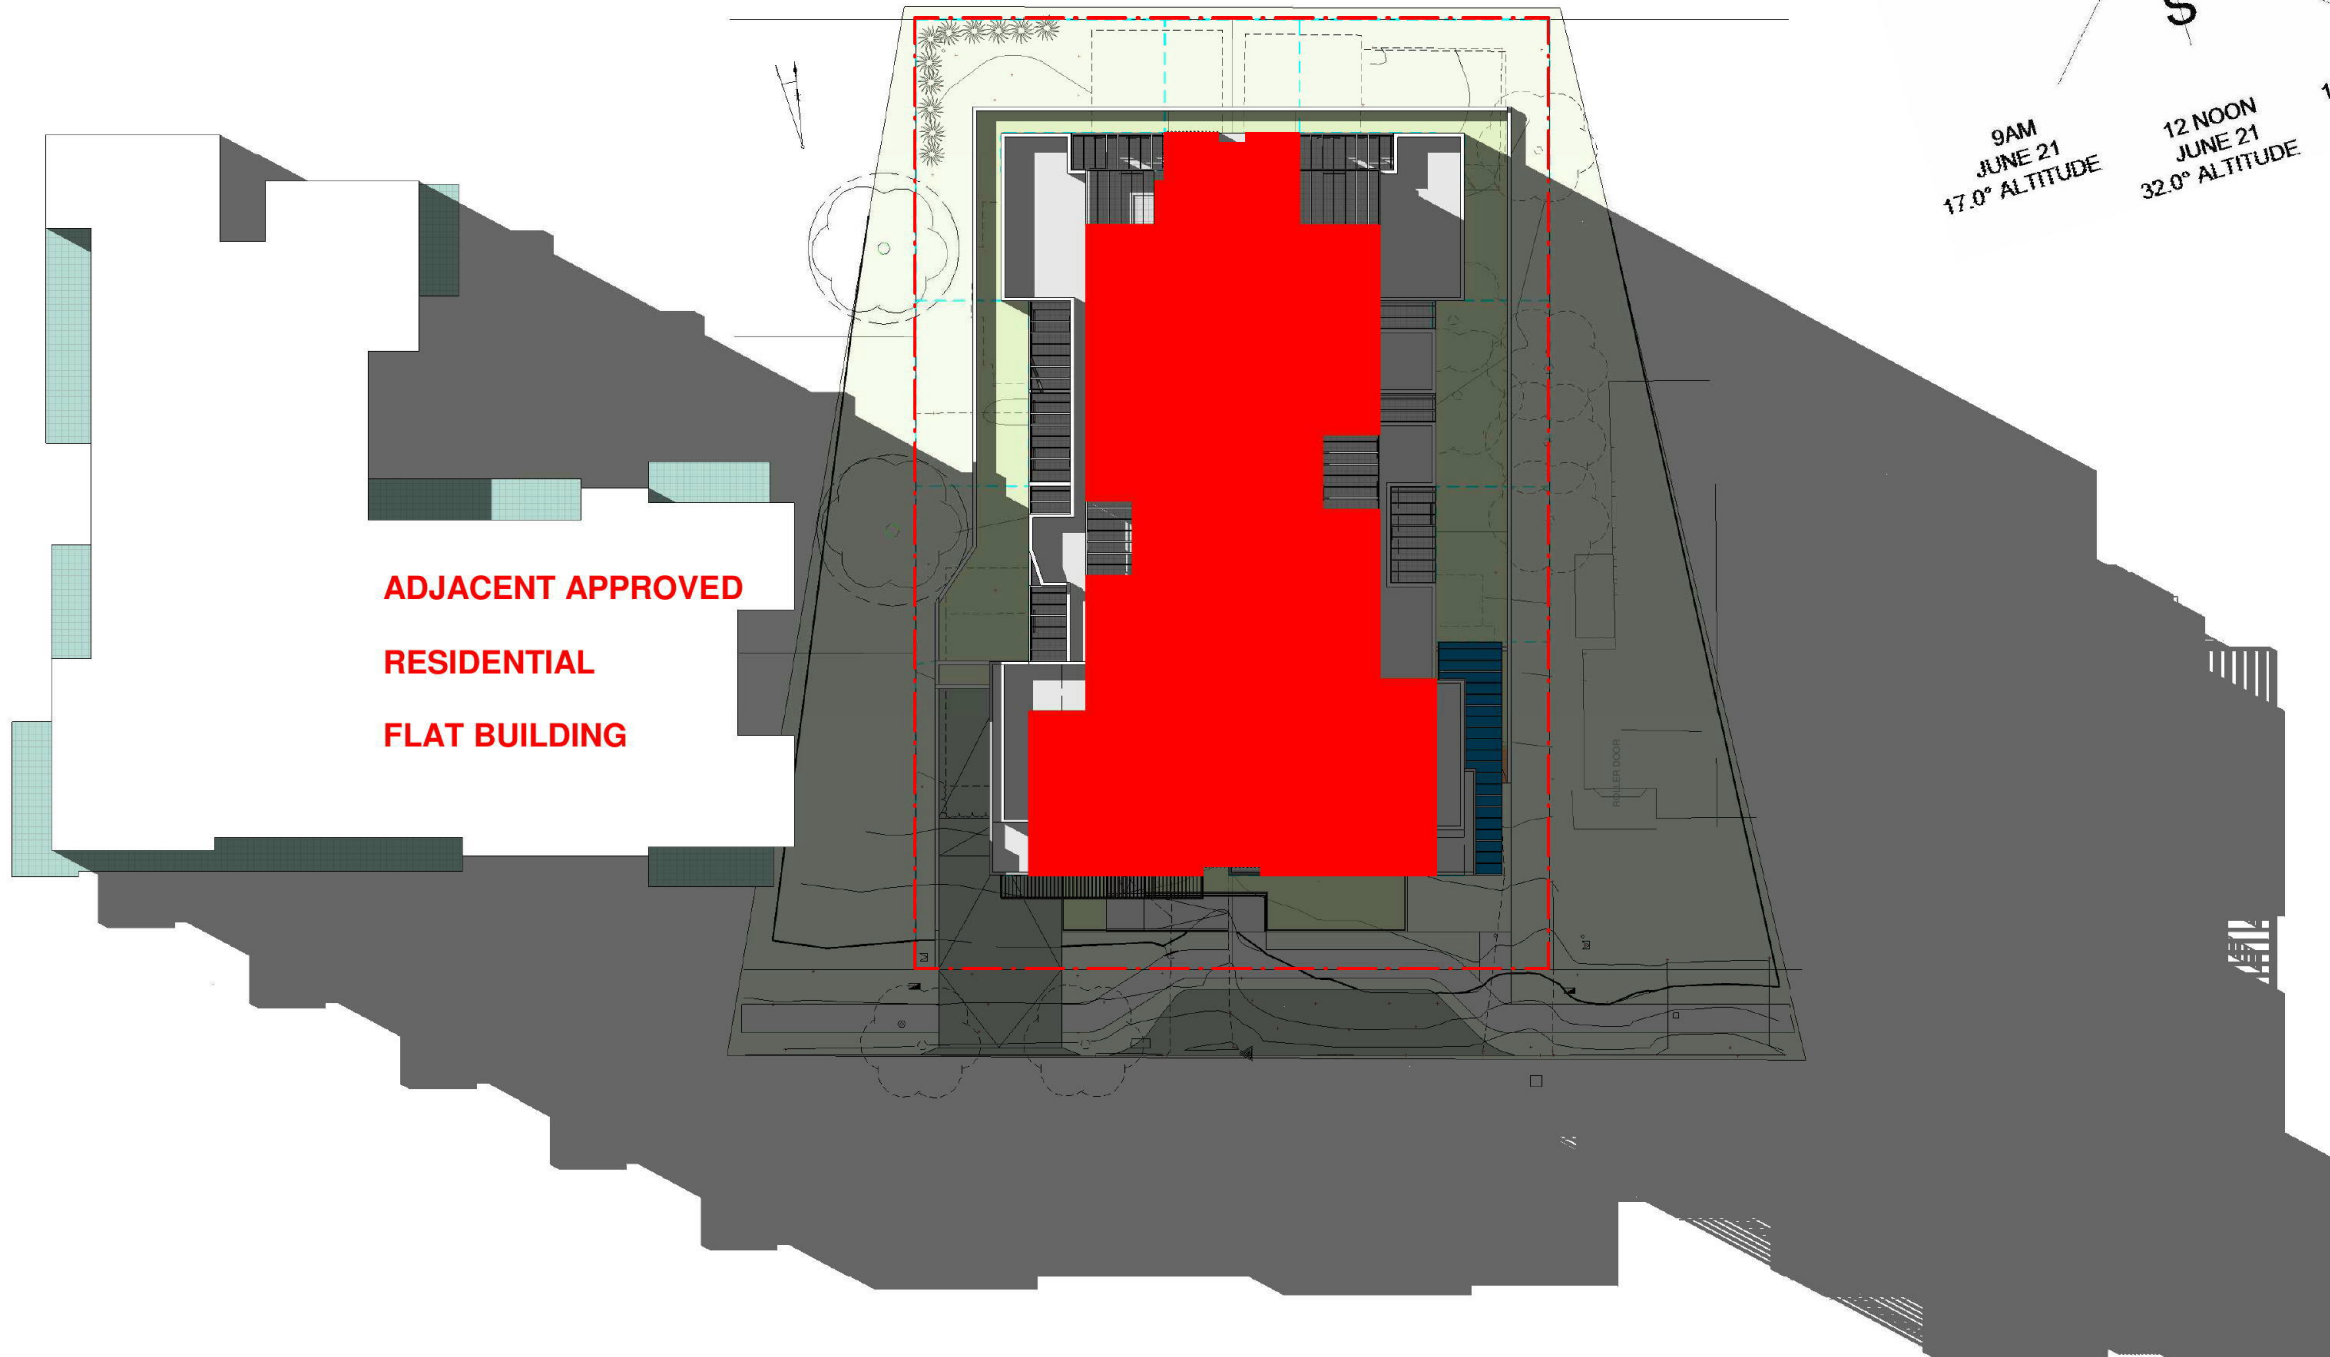 S
9AM
JUNE 21
17.0° ALTITUDE
12 NOON
JUNE 21
32.0° ALTITUDE
1
ADJACENT APPROVED
RESIDENTIAL
FLAT BUILDING
ROLLER DOOR